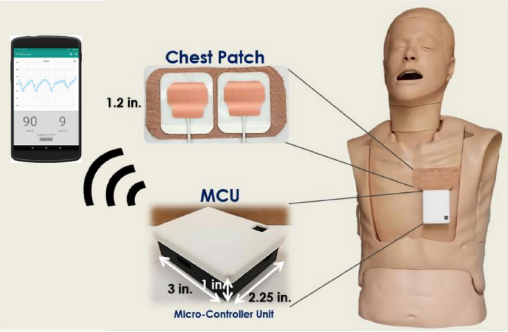 Chest Patch
1.2 in.
90 9
MCU
3 in.
1 in.
2.25 in.
Micro-Controller Unit